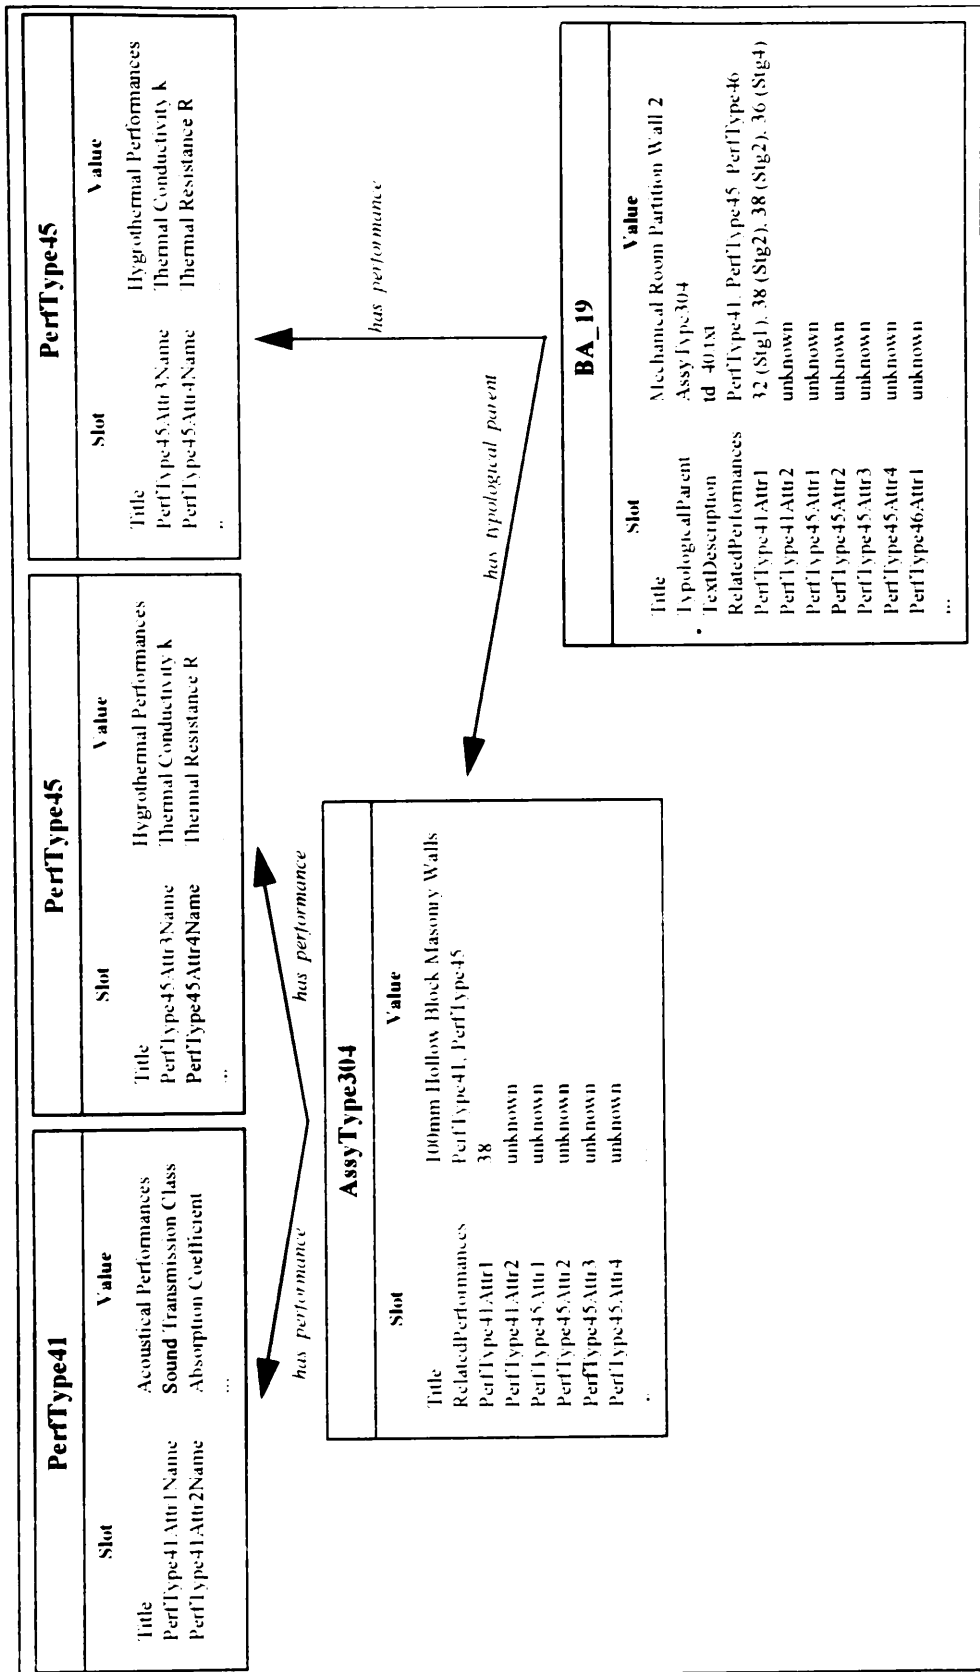 PerfType41
Slot Value
Title Acoustical Performances
PerfType41Attr1Name Sound Transmission Class
PerfType41Attr2Name Absorption Coefficient
...
PerfType45
Slot Value
Title Hygrothermal Performances
PerfType45Attr3Name Thermal Conductivity k
PerfType45Attr4Name Thermal Resistance R
...
PerfType45
Slot Value
Title Hygrothermal Performances
PerfType45Attr3Name Thermal Conductivity k
PerfType45Attr4Name Thermal Resistance R
..
has performance
has performance
has performance
has typological parent
AssyType304
Slot Value
Title 100mm Hollow Block Masonry Walls
RelatedPerformances PerfType41, PerfType45
PerfType41Attr1 38
PerfType41Attr2 unknown
PerfType45Attr1 unknown
PerfType45Attr2 unknown
PerfType45Attr3 unknown
PerfType45Attr4 unknown
BA_19
Slot Value
Title Mechanical Room Partition Wall 2
TypologicalParent AssyType304
TextDescription td_40.txt
RelatedPerformances PerfType41, PerfType45 PerfType46
PerfType41Attr1 32 (Stg1), 38 (Stg2), 38 (Stg2), 36 (Stg4)
PerfType41Attr2 unknown
PerfType45Attr1 unknown
PerfType45Attr2 unknown
PerfType45Attr3 unknown
PerfType45Attr4 unknown
PerfType46Attr1 unknown
...